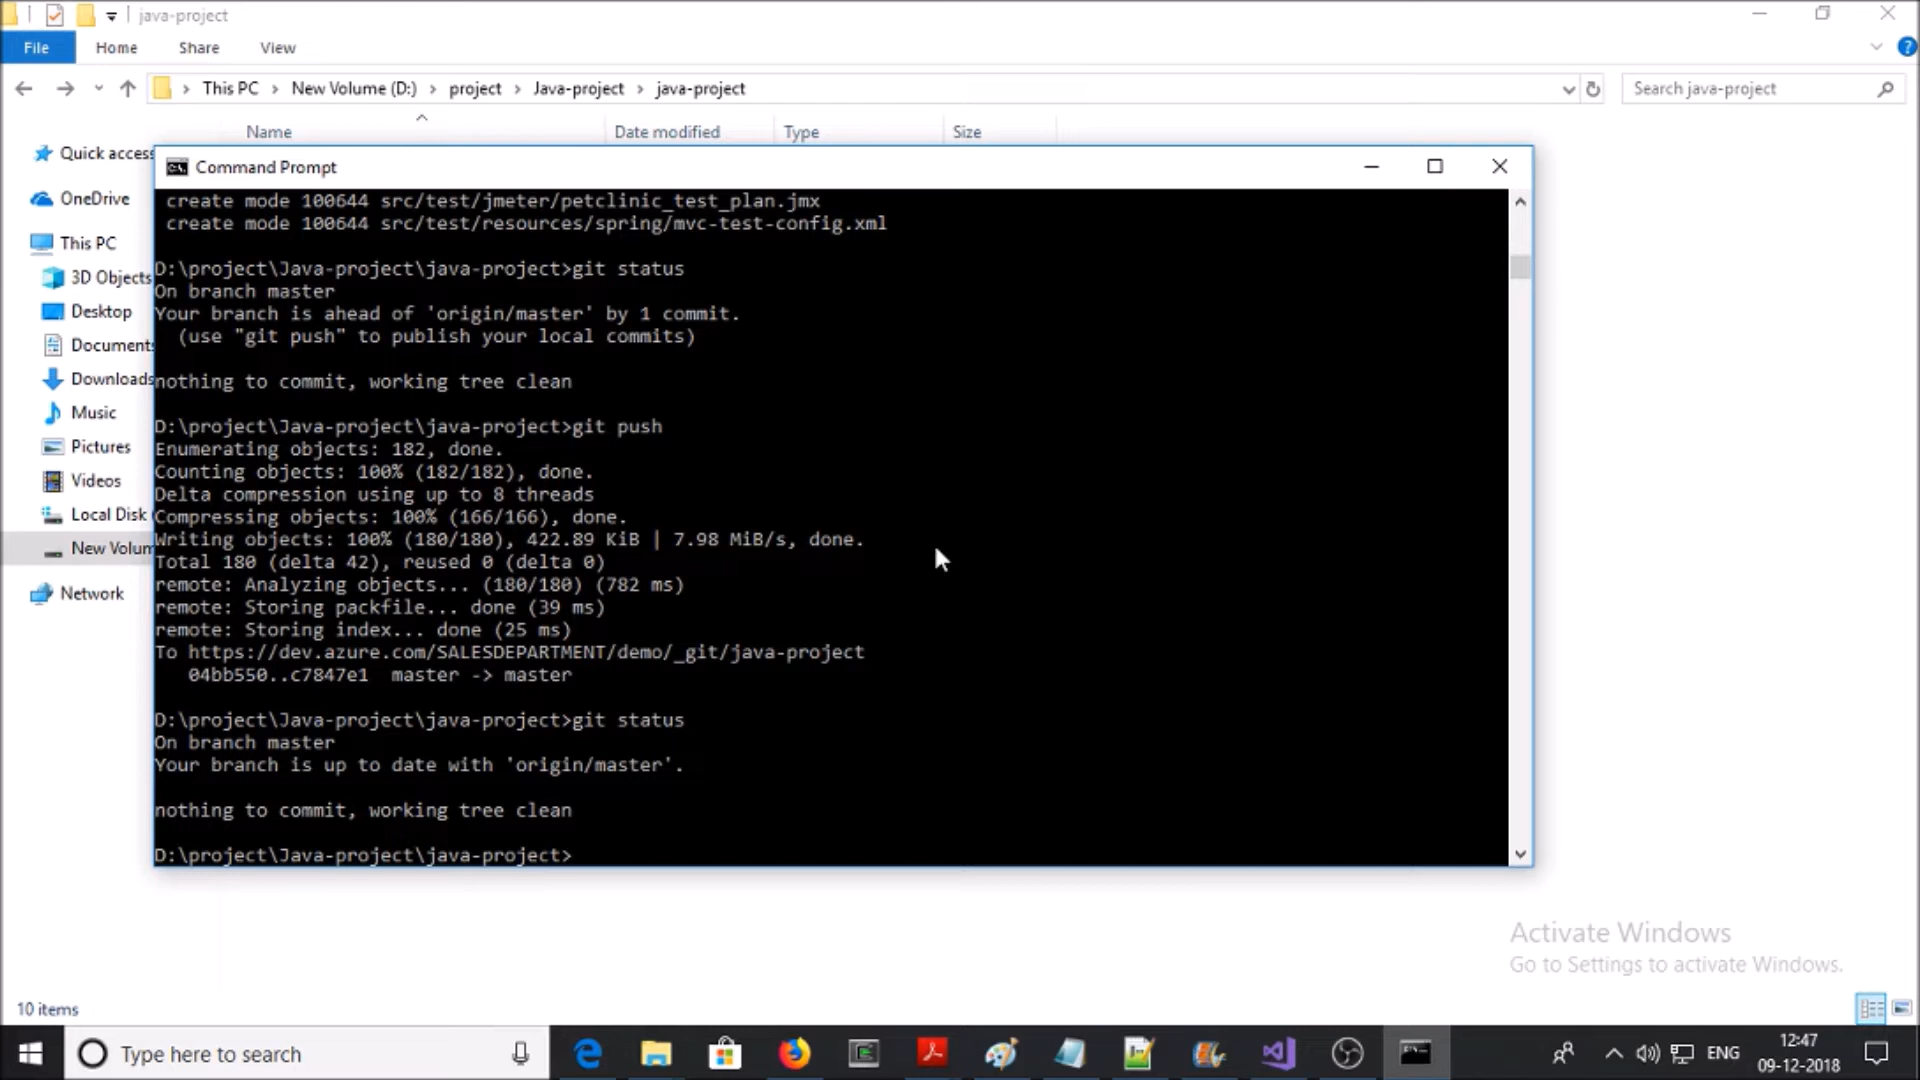 java-project
File Home Share View
This PC > New Volume (D:) > project > Java-project > java-project
Search java-project
Name Date modified Type Size
Quick access
OneDrive
This PC
3D Objects
Desktop
Documents
Downloads
Music
Pictures
Videos
Local Disk
New Volum
Network
Command Prompt
create mode 100644 src/test/jmeter/petclinic_test_plan.jmx
create mode 100644 src/test/resources/spring/mvc-test-config.xml
D:\project\Java-project\java-project>git status
On branch master
Your branch is ahead of 'origin/master' by 1 commit.
(use "git push" to publish your local commits)
nothing to commit, working tree clean
D:\project\Java-project\java-project>git push
Enumerating objects: 182, done.
Counting objects: 100% (182/182), done.
Delta compression using up to 8 threads
Compressing objects: 100% (166/166), done.
Writing objects: 100% (180/180), 422.89 KiB | 7.98 MiB/s, done.
Total 180 (delta 42), reused 0 (delta 0)
remote: Analyzing objects... (180/180) (782 ms)
remote: Storing packfile... done (39 ms)
remote: Storing index... done (25 ms)
To https://dev.azure.com/SALESDEPARTMENT/demo/_git/java-project
04bb550..c7847e1 master -> master
D:\project\Java-project\java-project>git status
On branch master
Your branch is up to date with 'origin/master'.
nothing to commit, working tree clean
D:\project\Java-project\java-project>
Activate Windows
Go to Settings to activate Windows.
10 items
Type here to search
ENG
12:47
09-12-2018